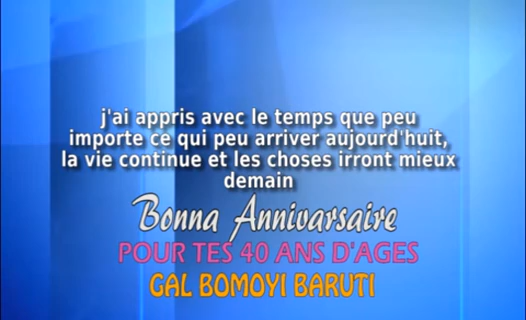 j'ai appris avec le temps que peu
importe ce qui peu arriver aujourd'huit,
la vie continue et les choses irront mieux
demain
Bonna Annivarsaire
POUR TES 40 ANS D'AGES
GAL BOMOYI BARUTI